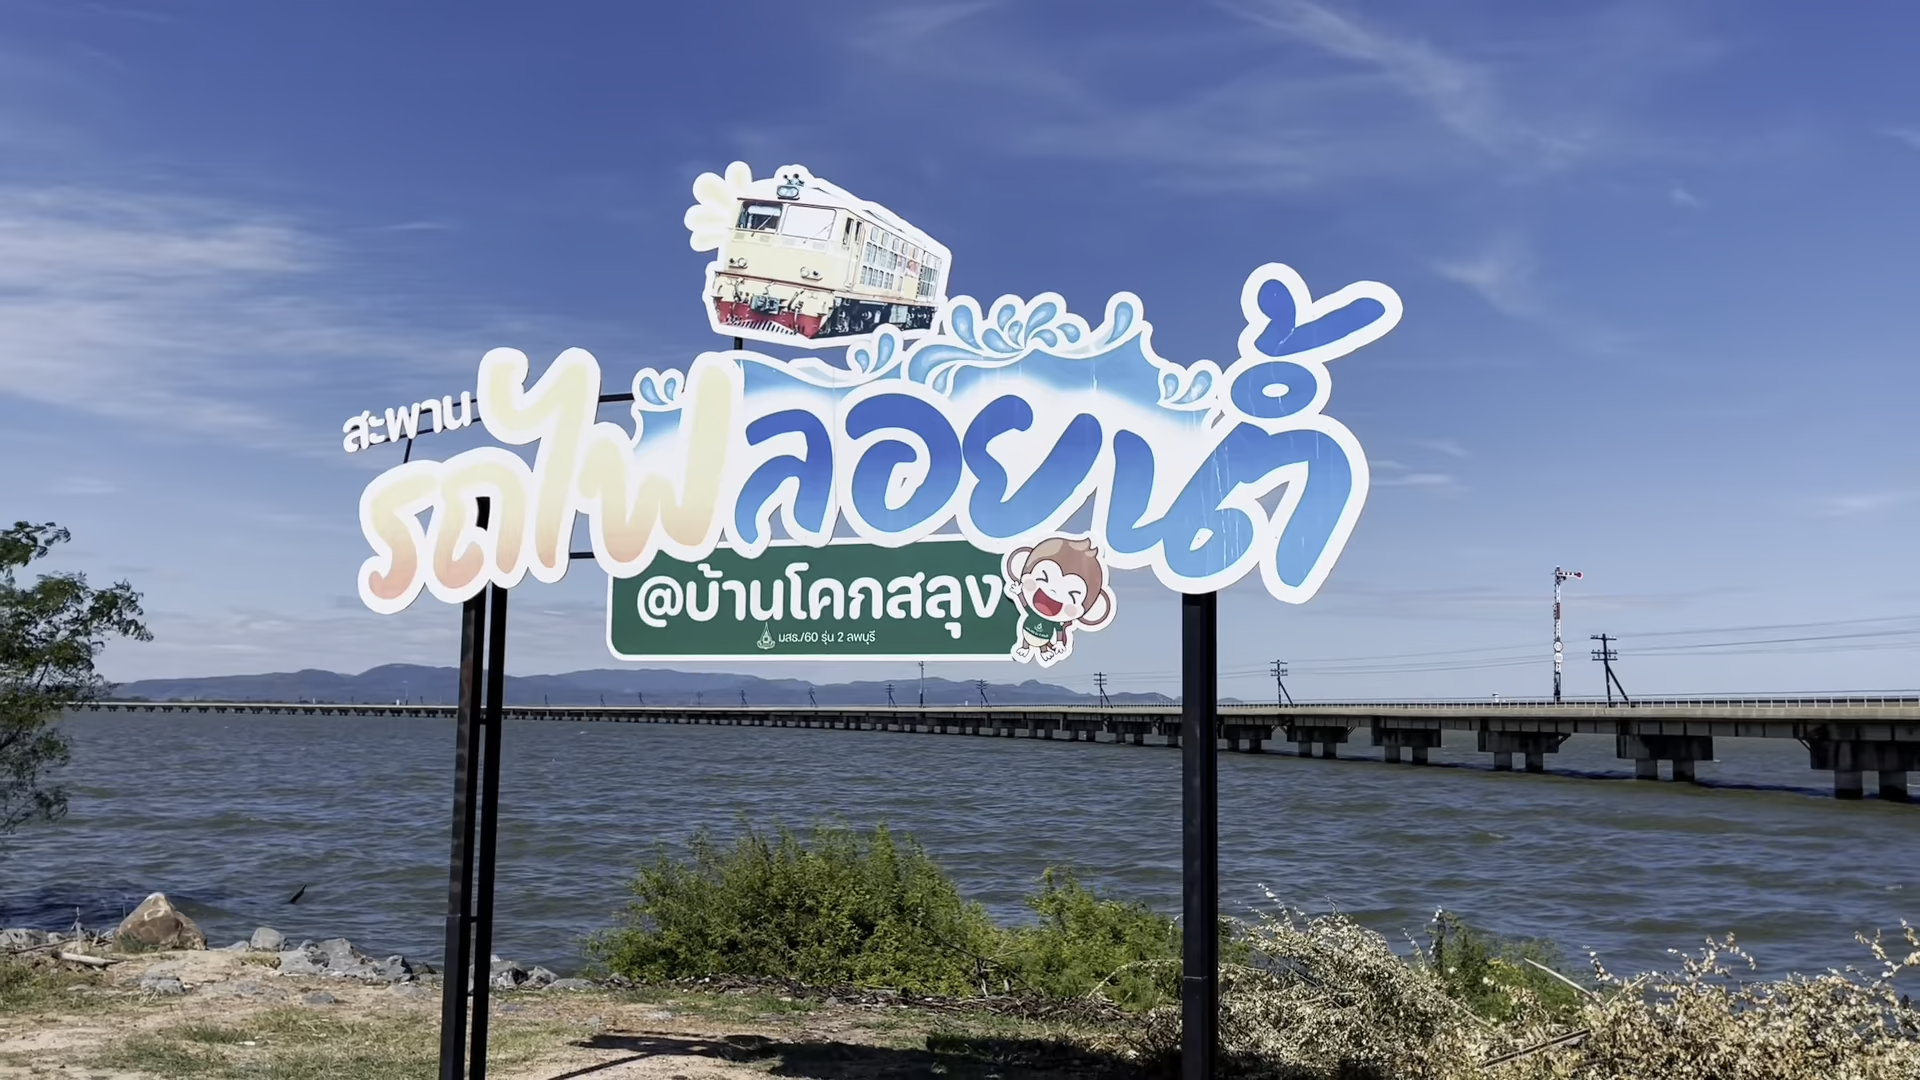 สะพาน
รถไฟลอยน้ำ
@บ้านโคกสลุง
มสธ./60 รุ่น 2 ลพบุรี